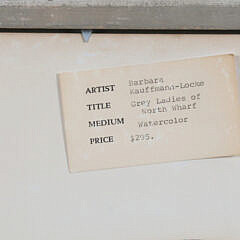 ARTIST Barbara
Kauffmann-Locke
TITLE Grey Ladies of
North Wharf
MEDIUM Watercolor
PRICE $295.